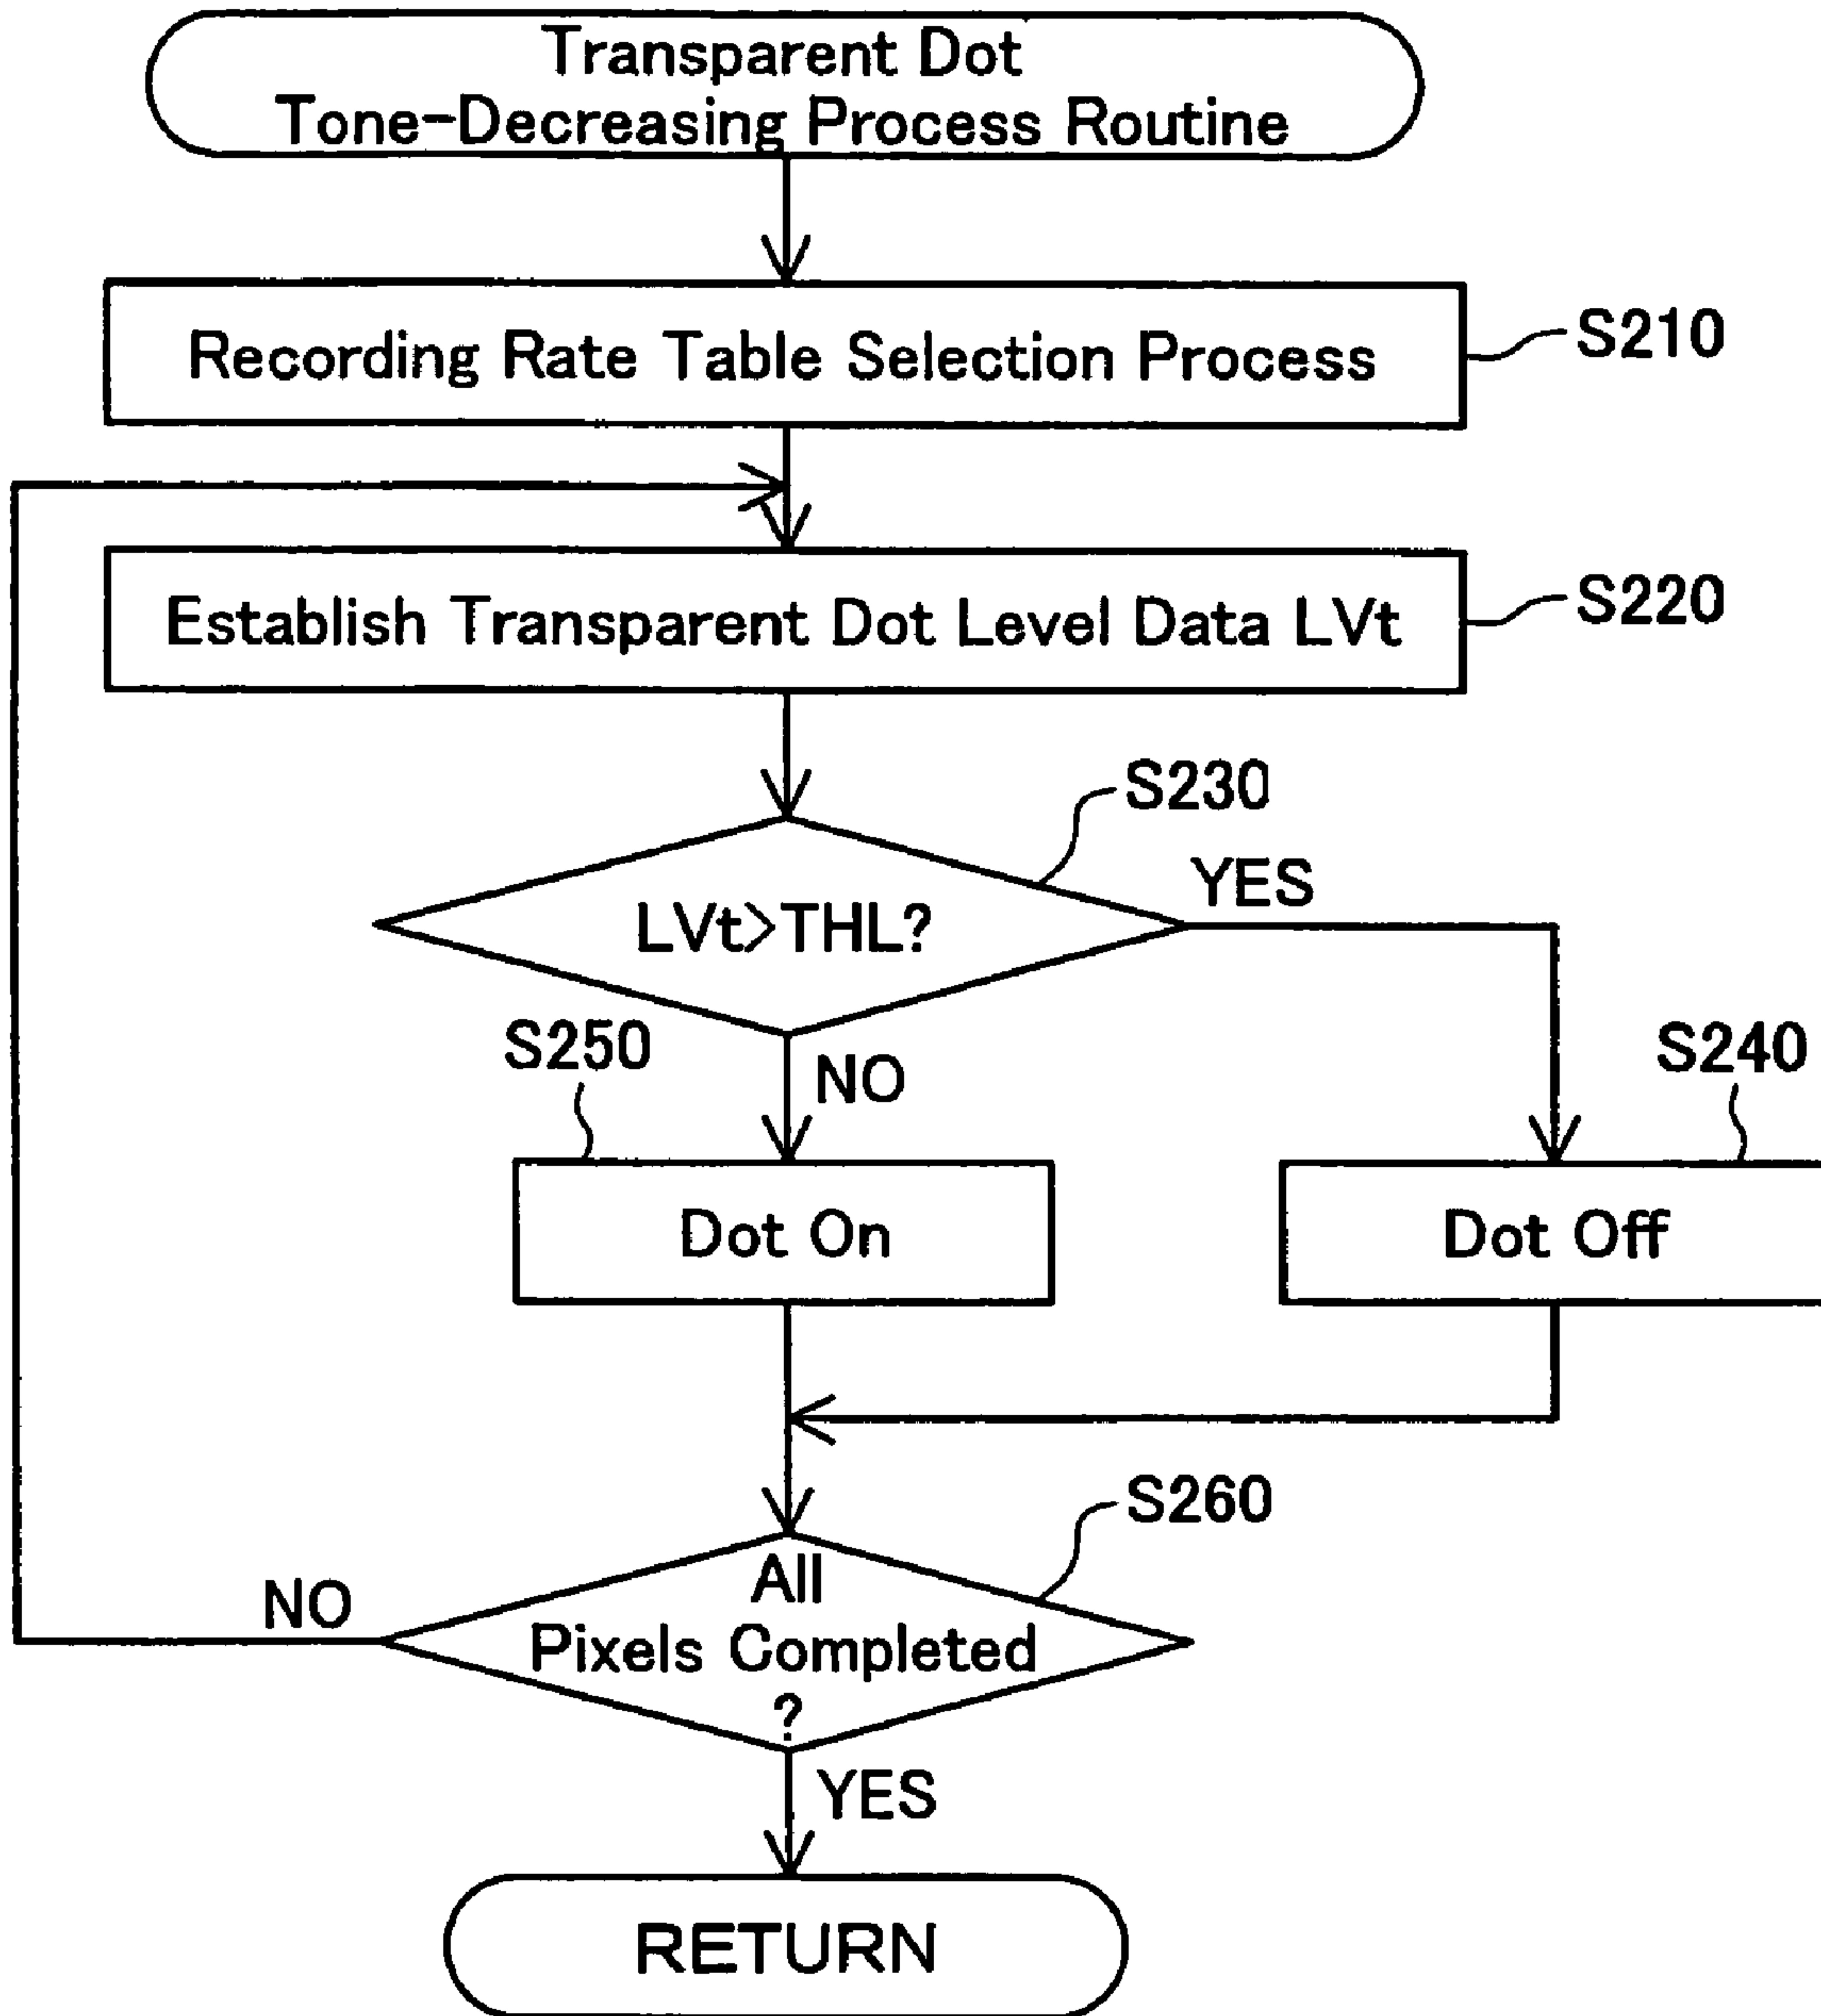 Transparent Dot
Tone-Decreasing Process Routine
Recording Rate Table Selection Process
S210
Establish Transparent Dot Level Data LVt
S220
S230
LVt>THL?
YES
S250
NO
S240
Dot On
Dot Off
S260
All
Pixels Completed
?
NO
YES
RETURN